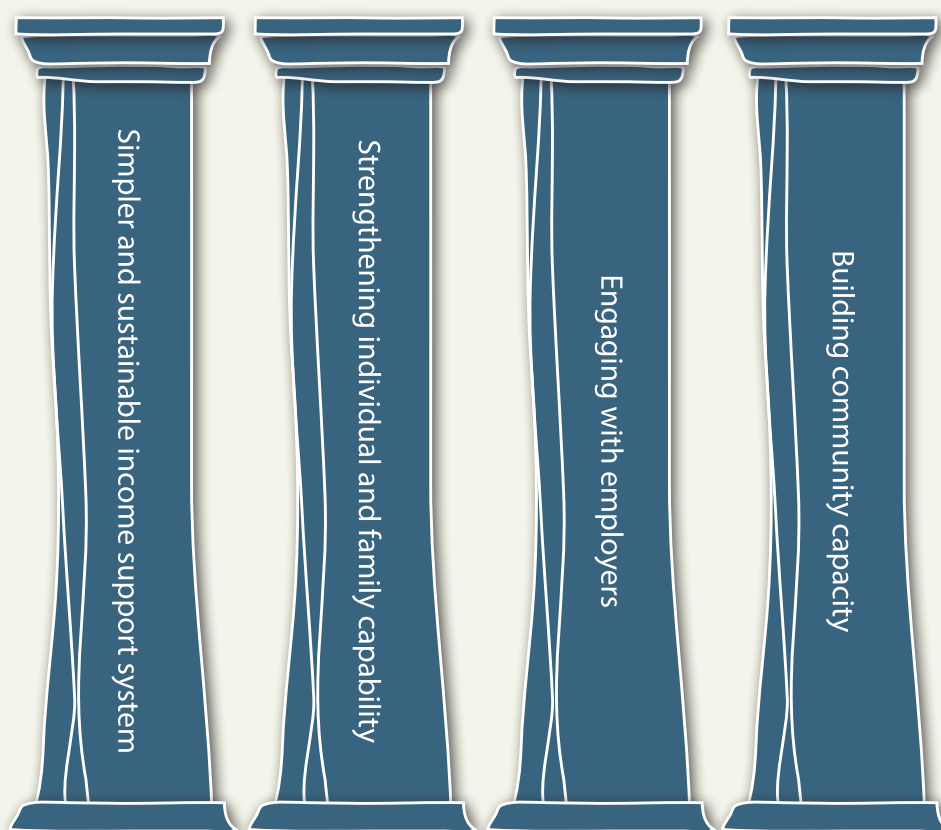 Simpler and sustainable income support system
Strengthening individual and family capability
Engaging with employers
Building community capacity